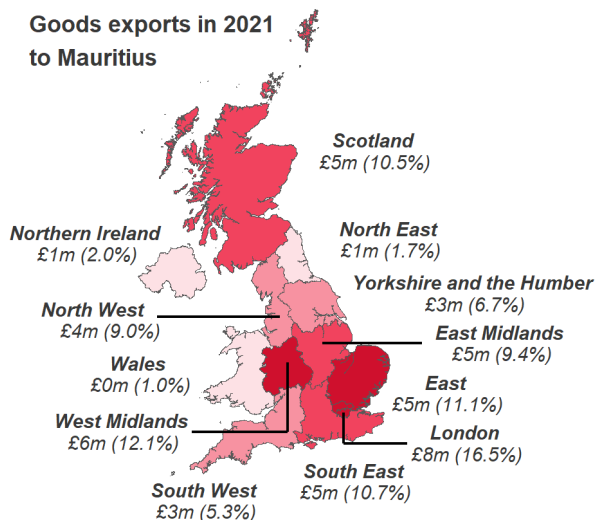 Goods exports in 2021
to Mauritius
Scotland
£5m (10.5%)
Northern Ireland
£1m (2.0%)
North East
£1m (1.7%)
Yorkshire and the Humber
£3m (6.7%)
North West
£4m (9.0%)
East Midlands
£5m (9.4%)
Wales
£0m (1.0%)
East
£5m (11.1%)
West Midlands
£6m (12.1%)
London
£8m (16.5%)
South East
£5m (10.7%)
South West
£3m (5.3%)